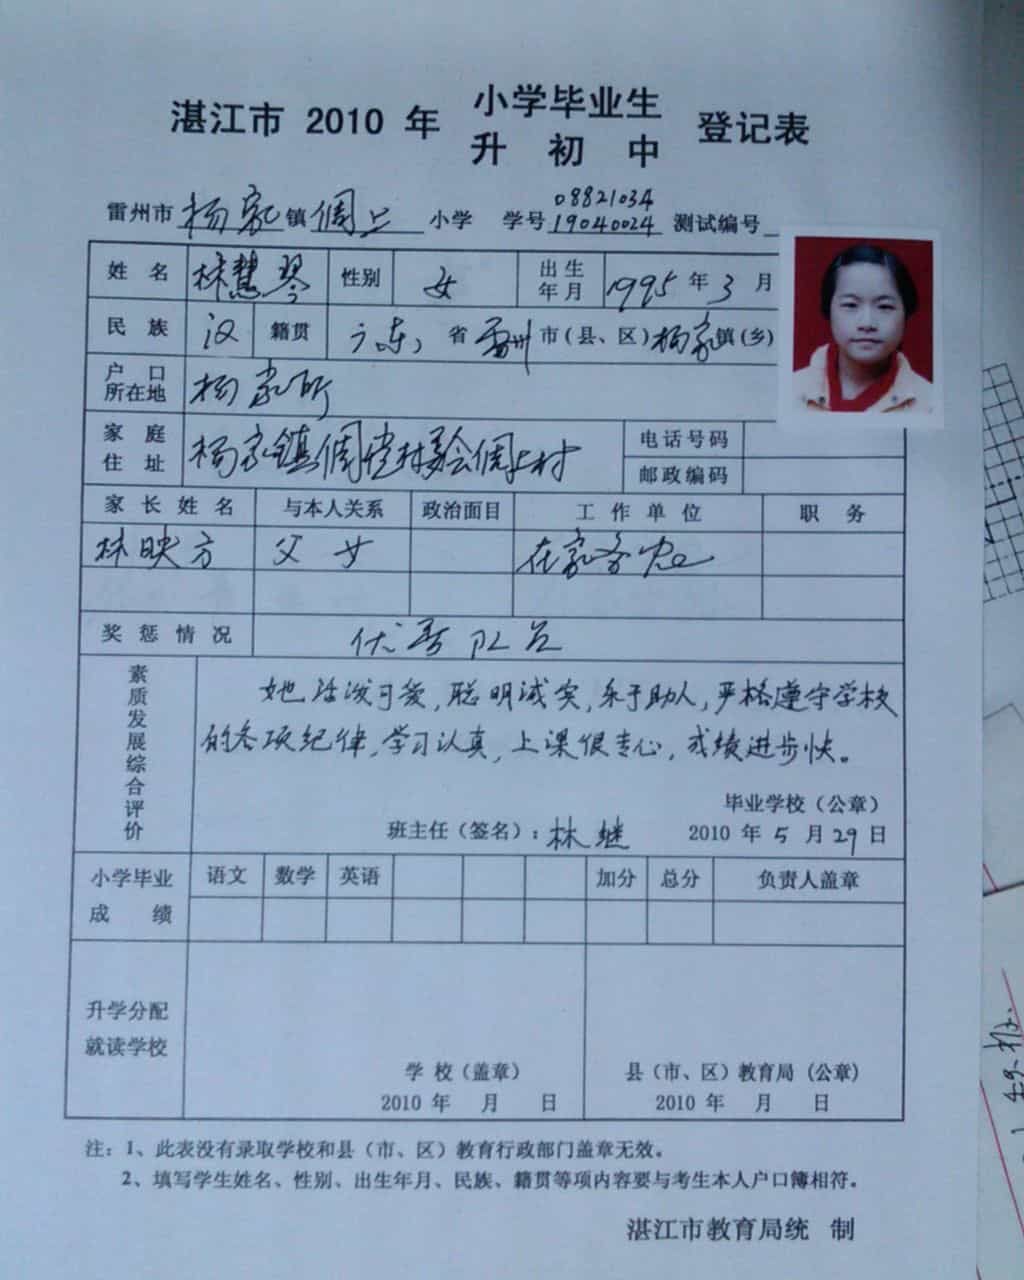 湛江市 2010 年 小学毕业生 登记表
升 初 中
雷州市 杨家 镇 倜上 小学 学号 08821034 19040024 测试编号
姓 名 林慧琴 性别 女 出生年月 1995 年 3 月
民 族 汉 籍贯 广东 省 雷州 市(县、区) 杨家 镇(乡)
户 口 所在地 杨家所
家 庭 住 址 杨家镇 村委会 村 电话号码
邮政编码
家 长 姓 名 与本人关系 政治面目 工 作 单 位 职 务
林映方 父女 在家务农
奖 惩 情 况 优秀队员
素质发展综合评价
她活泼可爱,聪明诚实,乐于助人,严格遵守学校
的各项纪律,学习认真,上课很专心,成绩进步快。
毕业学校(公章)
班主任(签名):林继 2010 年 5 月 29 日
小学毕业 成 绩 语文 数学 英语 加分 总分 负责人盖章
升学分配
就读学校
学 校(盖章) 县(市、区)教育局(公章)
2010 年 月 日 2010 年 月 日
注:1、此表没有录取学校和县(市、区)教育行政部门盖章无效。
2、填写学生姓名、性别、出生年月、民族、籍贯等项内容要与考生本人户口簿相符。
湛江市教育局统 制